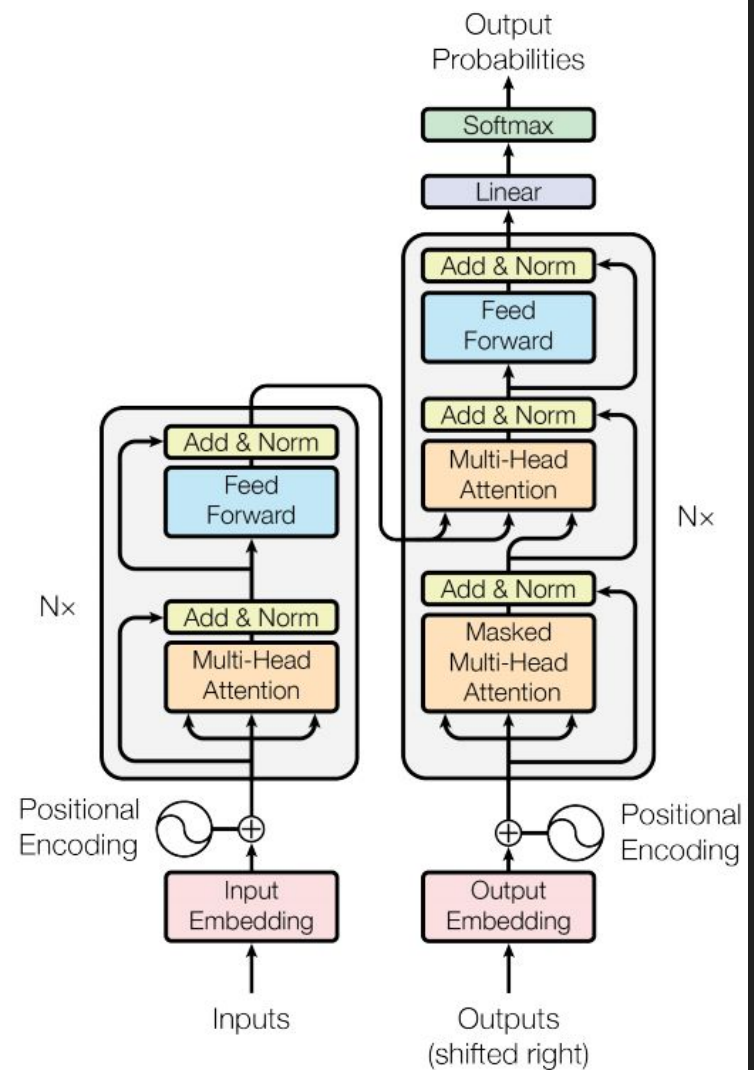 Output
Probabilities
Softmax
Linear
Add & Norm
Feed
Forward
Add & Norm
Multi-Head
Attention
Add & Norm
Masked
Multi-Head
Attention
Nx
Add & Norm
Feed
Forward
Add & Norm
Multi-Head
Attention
N×
Positional
Encoding
Positional
Encoding
Input
Embedding
Output
Embedding
Inputs
Outputs
(shifted right)